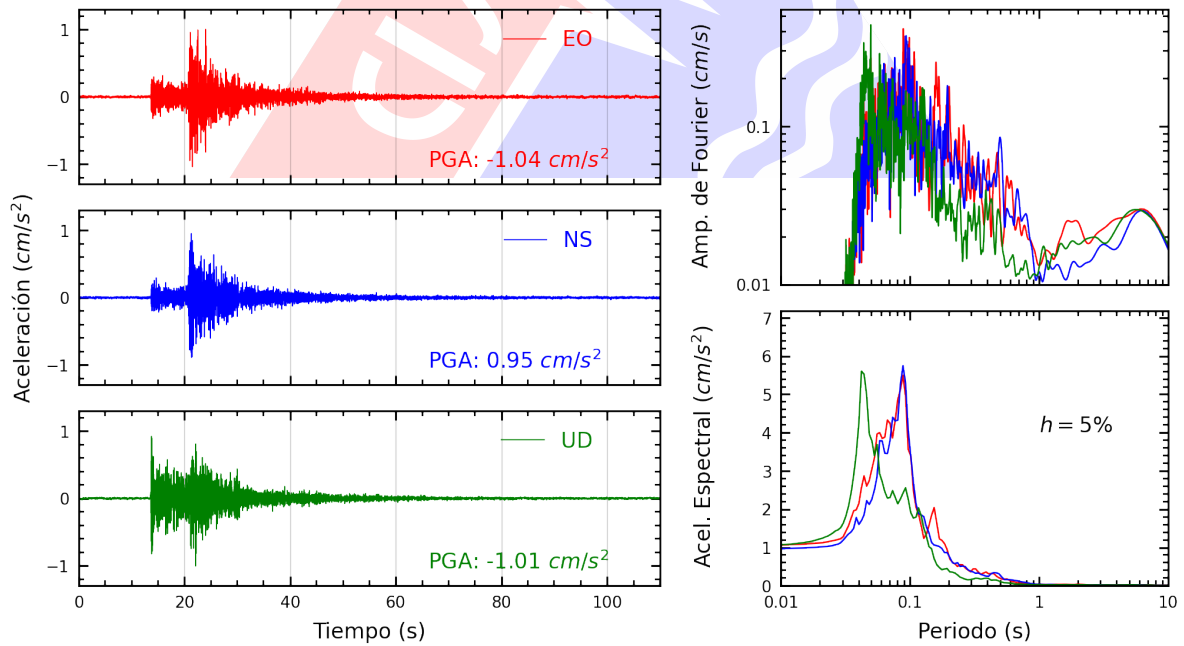 Aceleración (cm/s²)
1
0
−1
EO
PGA: -1.04 cm/s²
1
0
−1
NS
PGA: 0.95 cm/s²
1
0
−1
UD
PGA: -1.01 cm/s²
0 20 40 60 80 100
Tiempo (s)
Amp. de Fourier (cm/s)
0.1
0.01
Acel. Espectral (cm/s²)
7
6
5
4
3
2
1
0
h = 5%
0.01 0.1 1 10
Periodo (s)